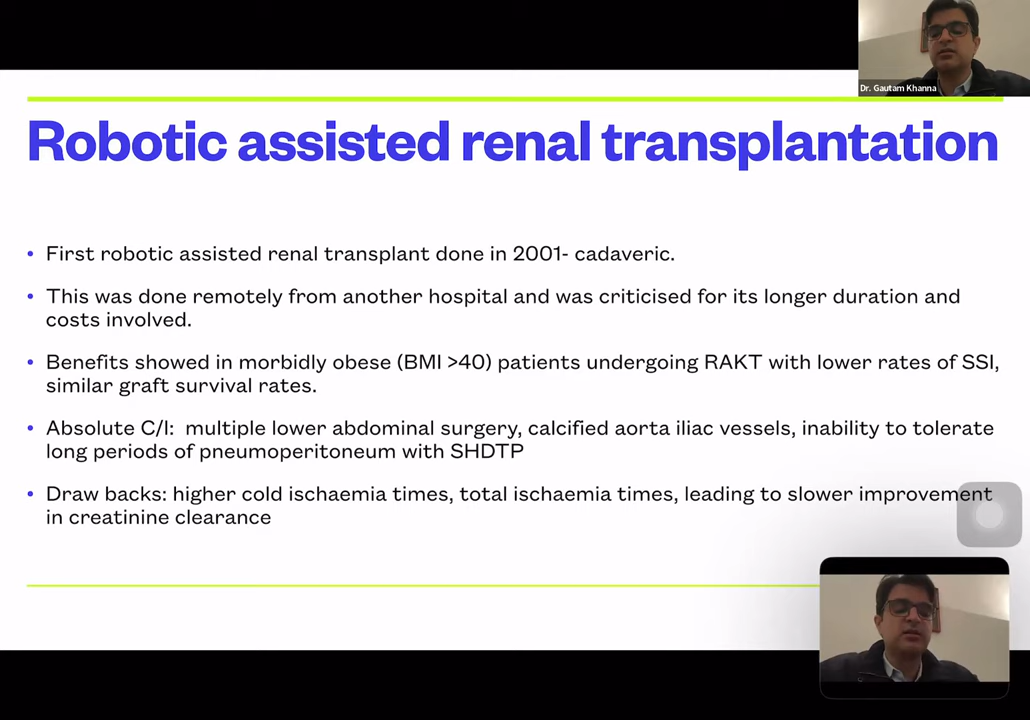 Dr. Gautam Khanna
Robotic assisted renal transplantation
• First robotic assisted renal transplant done in 2001- cadaveric.
• This was done remotely from another hospital and was criticised for its longer duration and
costs involved.
• Benefits showed in morbidly obese (BMI >40) patients undergoing RAKT with lower rates of SSI,
similar graft survival rates.
• Absolute C/I:  multiple lower abdominal surgery, calcified aorta iliac vessels, inability to tolerate
long periods of pneumoperitoneum with SHDTP
• Draw backs: higher cold ischaemia times, total ischaemia times, leading to slower improvement
in creatinine clearance